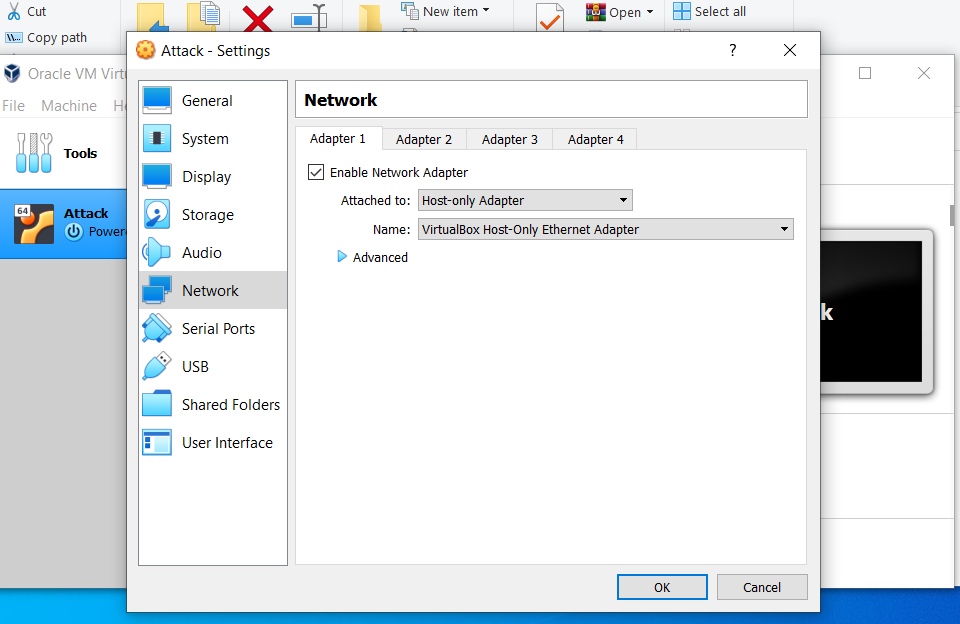 Cut
New item
Open
Select all
Copy path
Attack - Settings
?
Oracle VM
File Machine
Tools
64
Attack
General
System
Display
Storage
Audio
Network
Serial Ports
USB
Shared Folders
User Interface
Network
Adapter 1 Adapter 2 Adapter 3 Adapter 4
Enable Network Adapter
Attached to: Host-only Adapter
Name: VirtualBox Host-Only Ethernet Adapter
Advanced
k
OK Cancel